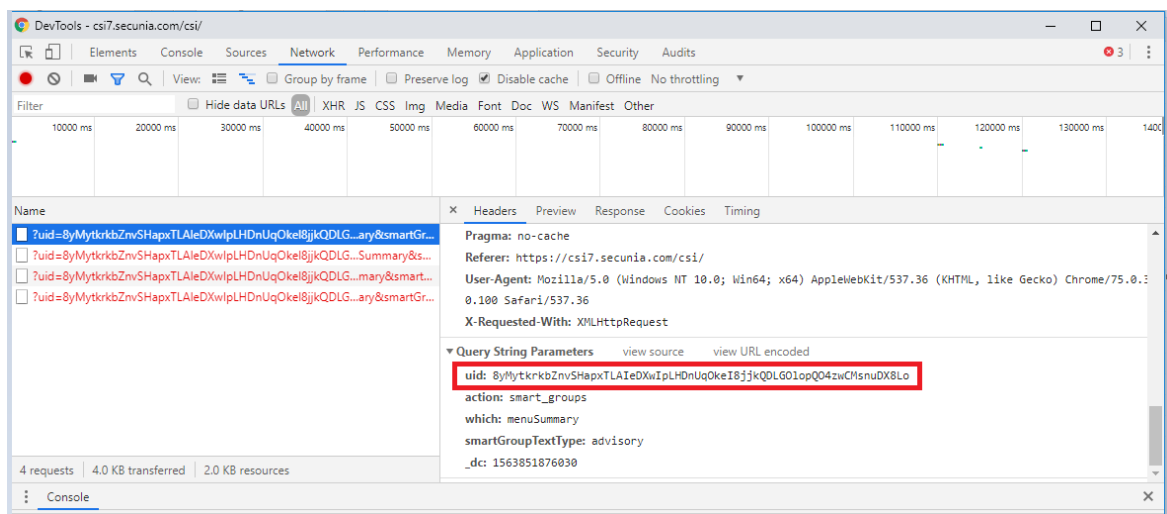 DevTools - csi7.secunia.com/csi/
Elements Console Sources Network Performance Memory Application Security Audits 3
View: Group by frame Preserve log Disable cache Offline No throttling
Filter Hide data URLs All XHR JS CSS Img Media Font Doc WS Manifest Other
10000 ms 20000 ms 30000 ms 40000 ms 50000 ms 60000 ms 70000 ms 80000 ms 90000 ms 100000 ms 110000 ms 120000 ms 130000 ms 1400
Name
?uid=8yMytkrkbZnvSHapxTLAIeDXwIpLHDnUqOkeI8jjkQDLG...ary&smartGr...
?uid=8yMytkrkbZnvSHapxTLAIeDXwIpLHDnUqOkeI8jjkQDLG...Summary&s...
?uid=8yMytkrkbZnvSHapxTLAIeDXwIpLHDnUqOkeI8jjkQDLG...mary&smart...
?uid=8yMytkrkbZnvSHapxTLAIeDXwIpLHDnUqOkeI8jjkQDLG...ary&smartGr...
4 requests 4.0 KB transferred 2.0 KB resources
× Headers Preview Response Cookies Timing
Pragma: no-cache
Referer: https://csi7.secunia.com/csi/
User-Agent: Mozilla/5.0 (Windows NT 10.0; Win64; x64) AppleWebKit/537.36 (KHTML, like Gecko) Chrome/75.0.3
0.100 Safari/537.36
X-Requested-With: XMLHttpRequest
Query String Parameters view source view URL encoded
uid: 8yMytkrkbZnvSHapxTLAIeDXwIpLHDnUqOkeI8jjkQDLGOlopQO4zwCMsnuDX8Lo
action: smart_groups
which: menuSummary
smartGroupTextType: advisory
_dc: 1563851876030
Console